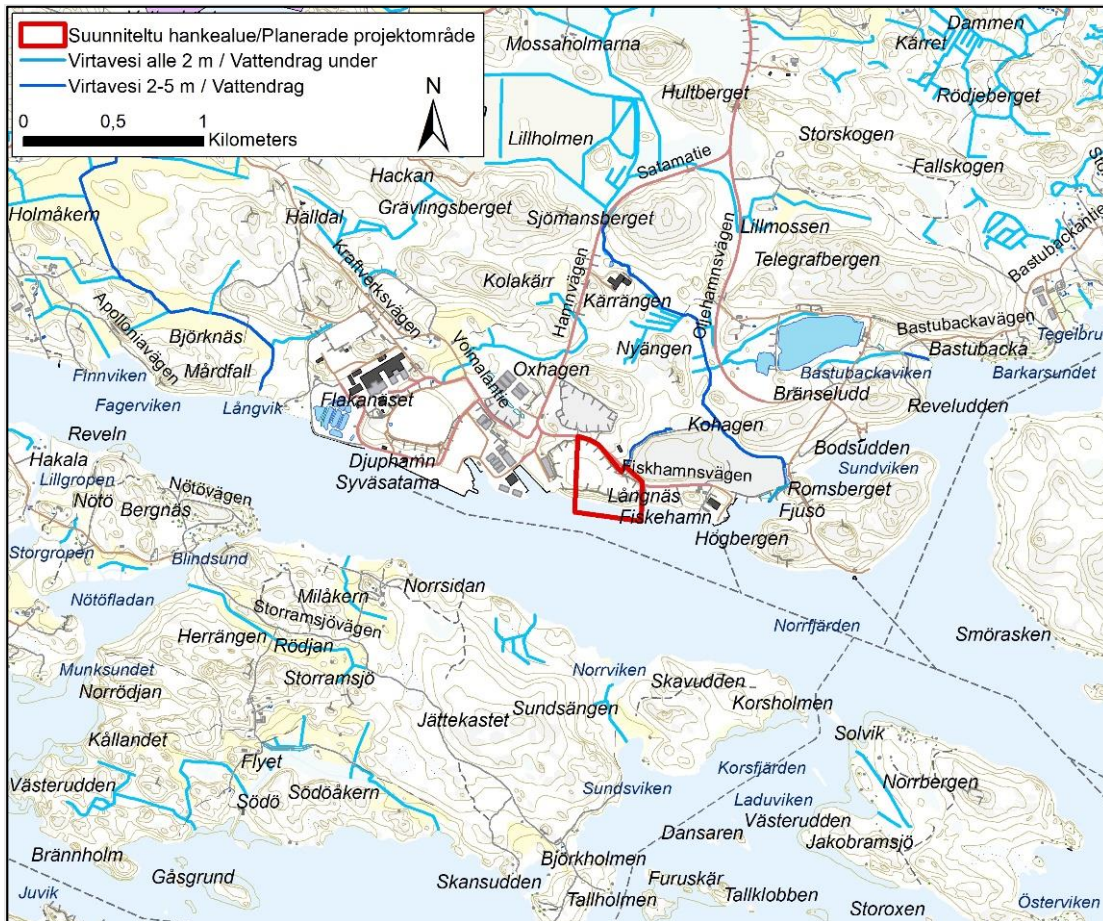 Suunniteltu hankealue/Planerade projektområde
Virtavesi alle 2 m / Vattendrag under
Virtavesi 2-5 m / Vattendrag
N
0 0,5 1
Kilometers
Dammen
Kärret
Mossaholmarna
Hultberget
Rödjeberget
Lillholmen
Storskogen
Satamatie
Fallskogen
Hackan
Grävlingsberget
Holmåkern
Hälldal
Sjömansberget
Lillmossen
Bastubackantie
Telegrafbergen
Kraftverksvägen
Kolakärr
Hamnvägen
Oljehamnsvägen
Kärrängen
Apolloniavägen
Björknäs
Volmalantie
Nyängen
Bastubackavägen
Bastubacka
Tegelbru
Mårdfall
Finnviken
Oxhagen
Bastubackaviken
Barkarsundet
Fagerviken
Långvik
Flakanäset
Bränseludd
Reveludden
Reveln
Kohagen
Bodsudden
Hakala
Djuphamn
Syväsatama
Fiskhamnsvägen
Sundviken
Lillgropen
Nötö
Nötövägen
Långnäs
Romsberget
Bergnäs
Fiskehamn
Fjusö
Högbergen
Storgropen
Blindsund
Norrsidan
Nötöfladan
Milåkern
Storramsjövägen
Norrfjärden
Herrängen
Rödjan
Smörasken
Munksundet
Norrviken
Norrödjan
Storramsjö
Skavudden
Jättekastet
Sundsängen
Korsholmen
Kållandet
Solvik
Flyet
Korsfjärden
Norrbergen
Västerudden
Södö
Södöåkern
Sundsviken
Laduviken
Västerudden
Dansaren
Jakobramsjö
Brännholm
Björkholmen
Gåsgrund
Skansudden
Furuskär
Juvik
Tallholmen
Tallklobben
Storoxen
Österviken